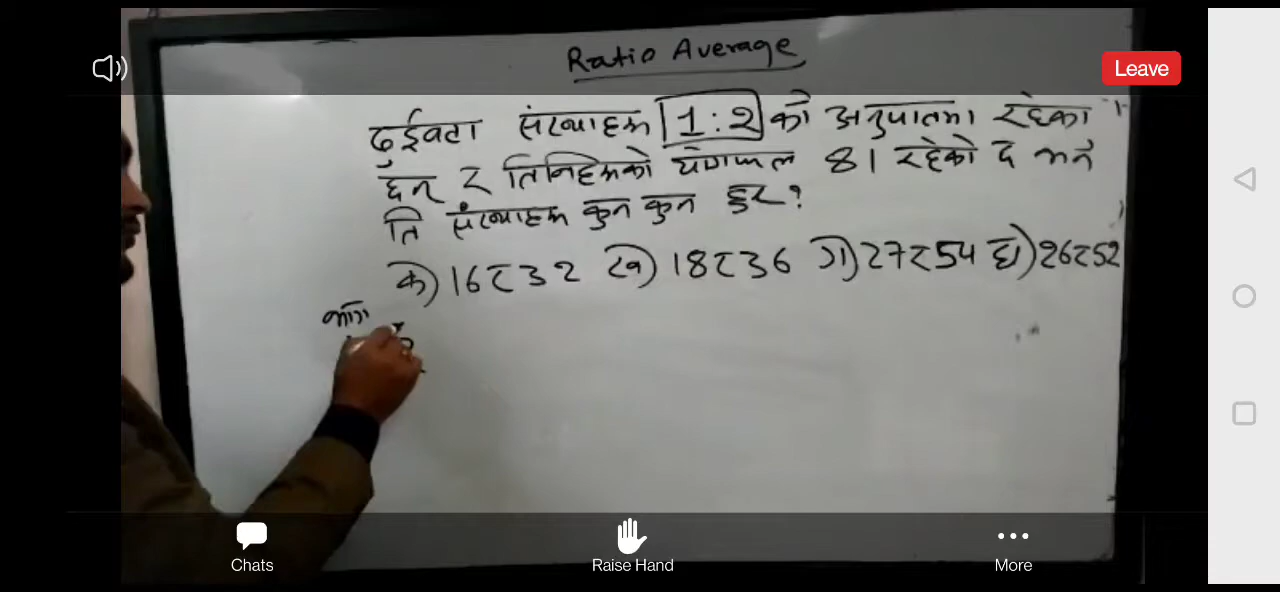 Ratio Average
Leave
दुईवटा संख्याहरू 1:2 को अनुपातमा रहेका
छन् र तिनिहरूको योगफल 81 रहेको छ भने
ति संख्याहरू कुन कुन हुन्?
क) 16 र 32 ख) 18 र 36 ग) 27 र 54 घ) 26 र 52
Chats
Raise Hand
More